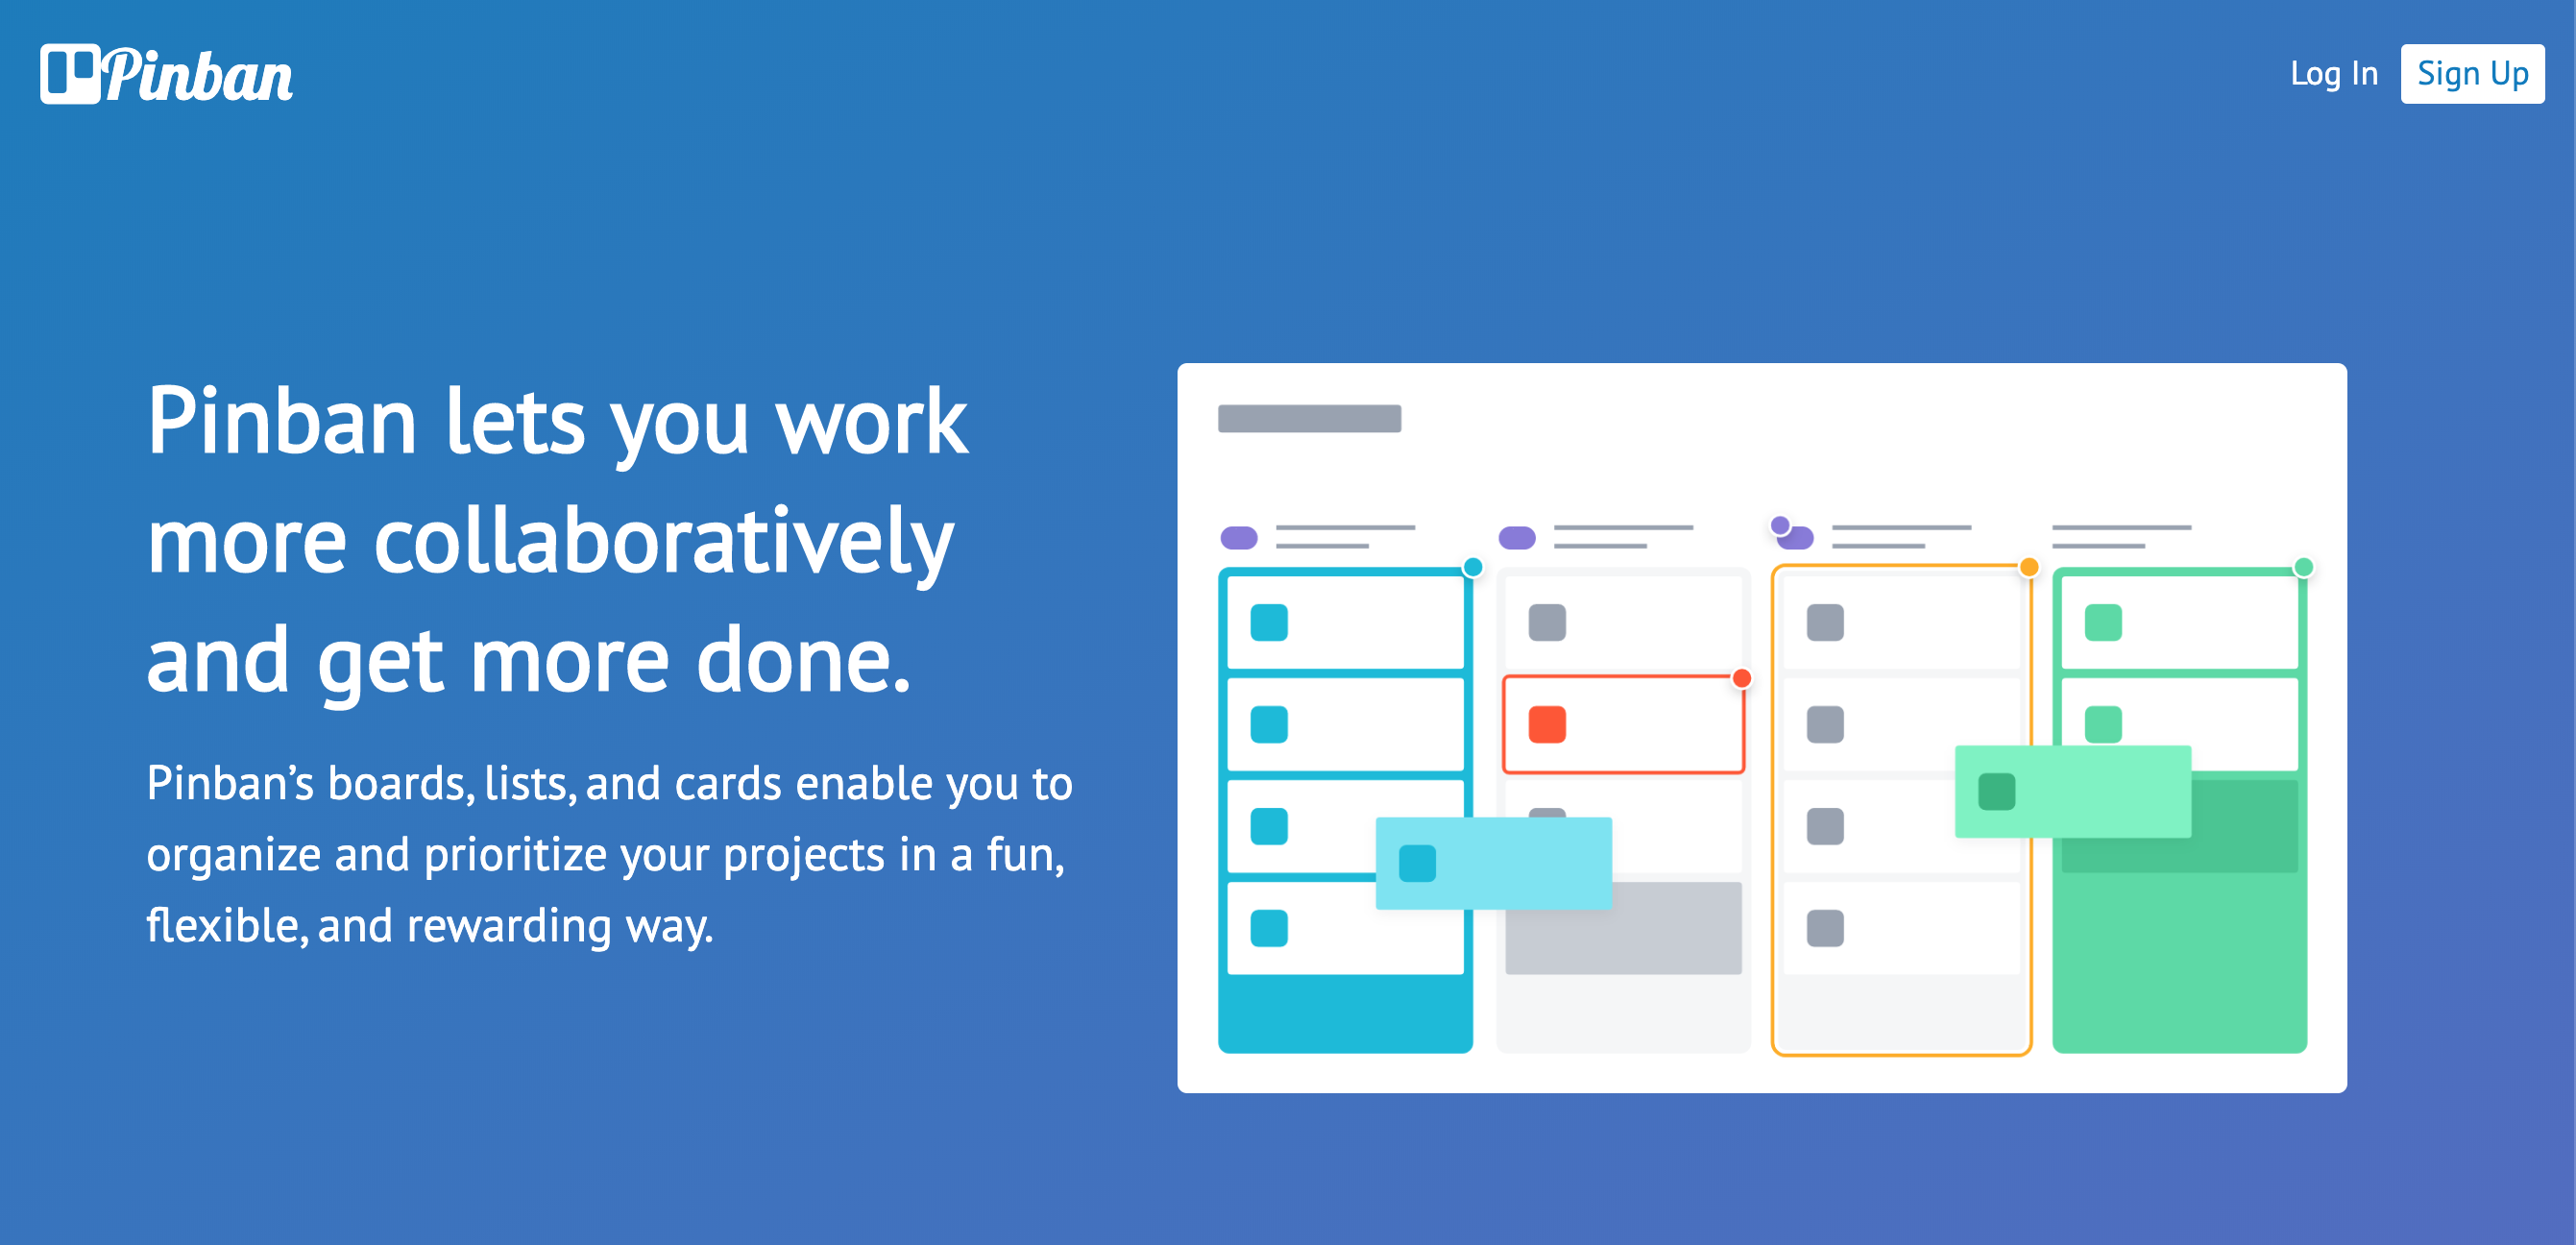 Pinban
Log In
Sign Up
Pinban lets you work
more collaboratively
and get more done.
Pinban’s boards, lists, and cards enable you to
organize and prioritize your projects in a fun,
flexible, and rewarding way.